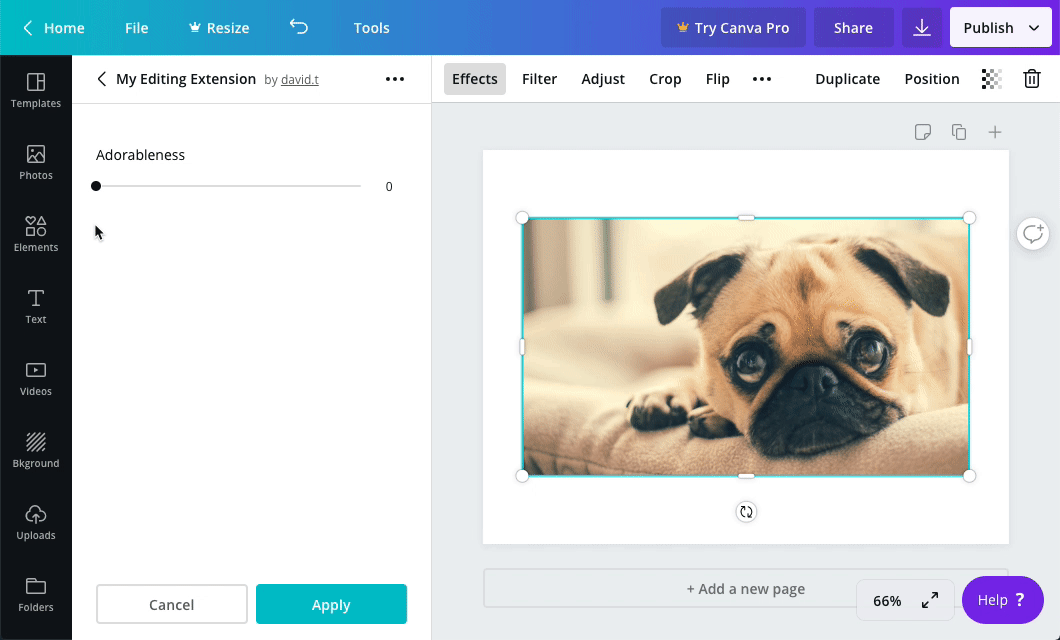 Home File Resize Tools Try Canva Pro Share Publish
My Editing Extension by david.t
Effects Filter Adjust Crop Flip Duplicate Position
Templates
Photos
Elements
Text
Videos
Bkground
Uploads
Folders
Adorableness
0
Cancel Apply
+ Add a new page
66%
Help ?